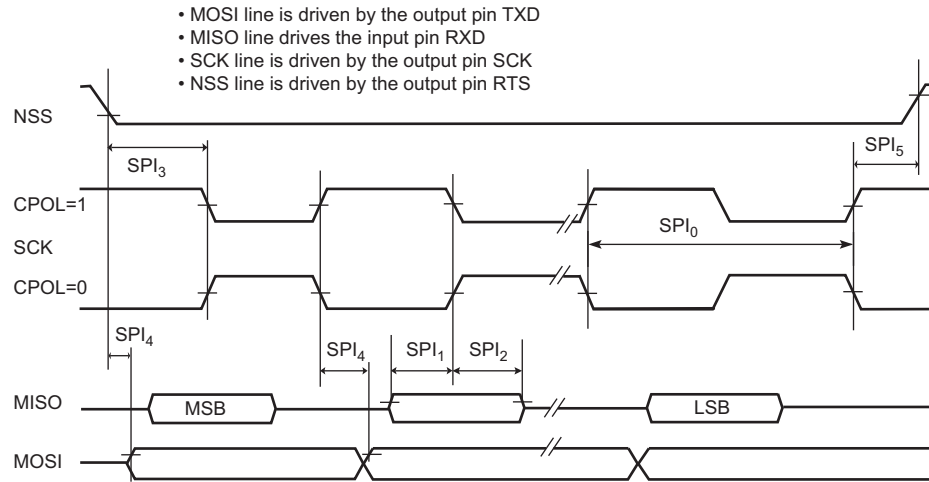 • MOSI line is driven by the output pin TXD
• MISO line drives the input pin RXD
• SCK line is driven by the output pin SCK
• NSS line is driven by the output pin RTS
NSS
SPI3
SPI5
CPOL=1
SCK
SPI0
CPOL=0
SPI4
SPI4
SPI1
SPI2
MISO
MSB
LSB
MOSI